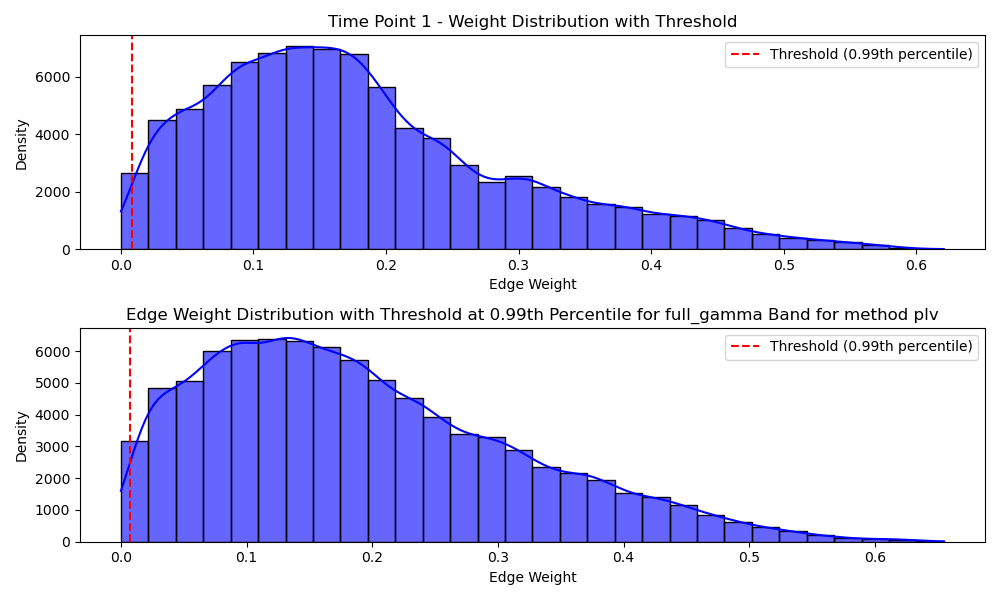 Time Point 1 - Weight Distribution with Threshold
Threshold (0.99th percentile)
Density
6000
4000
2000
0
0.0 0.1 0.2 0.3 0.4 0.5 0.6
Edge Weight
Edge Weight Distribution with Threshold at 0.99th Percentile for full_gamma Band for method plv
Threshold (0.99th percentile)
Density
6000
5000
4000
3000
2000
1000
0
0.0 0.1 0.2 0.3 0.4 0.5 0.6
Edge Weight